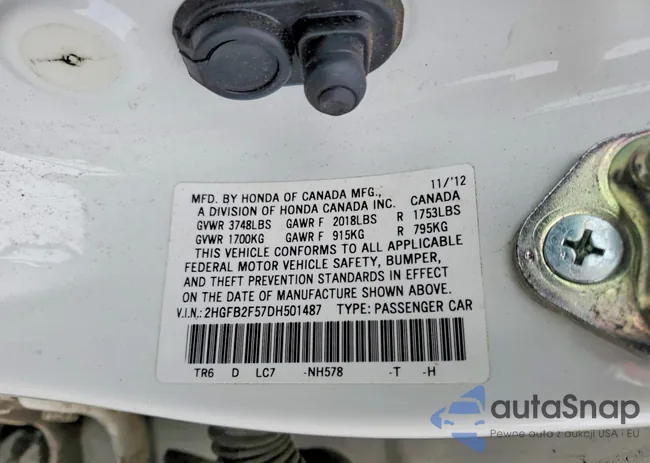 MFD. BY HONDA OF CANADA MFG., 11/'12
A DIVISION OF HONDA CANADA INC. CANADA
GVWR 3748LBS GAWR F 2018LBS R 1753LBS
GVWR 1700KG GAWR F 915KG R 795KG
THIS VEHICLE CONFORMS TO ALL APPLICABLE
FEDERAL MOTOR VEHICLE SAFETY, BUMPER,
AND THEFT PREVENTION STANDARDS IN EFFECT
ON THE DATE OF MANUFACTURE SHOWN ABOVE.
V.I.N.: 2HGFB2F57DH501487 TYPE: PASSENGER CAR
TR6 D LC7 -NH578 -T -H
autaSnap
Pewne auta z aukcji USA i EU